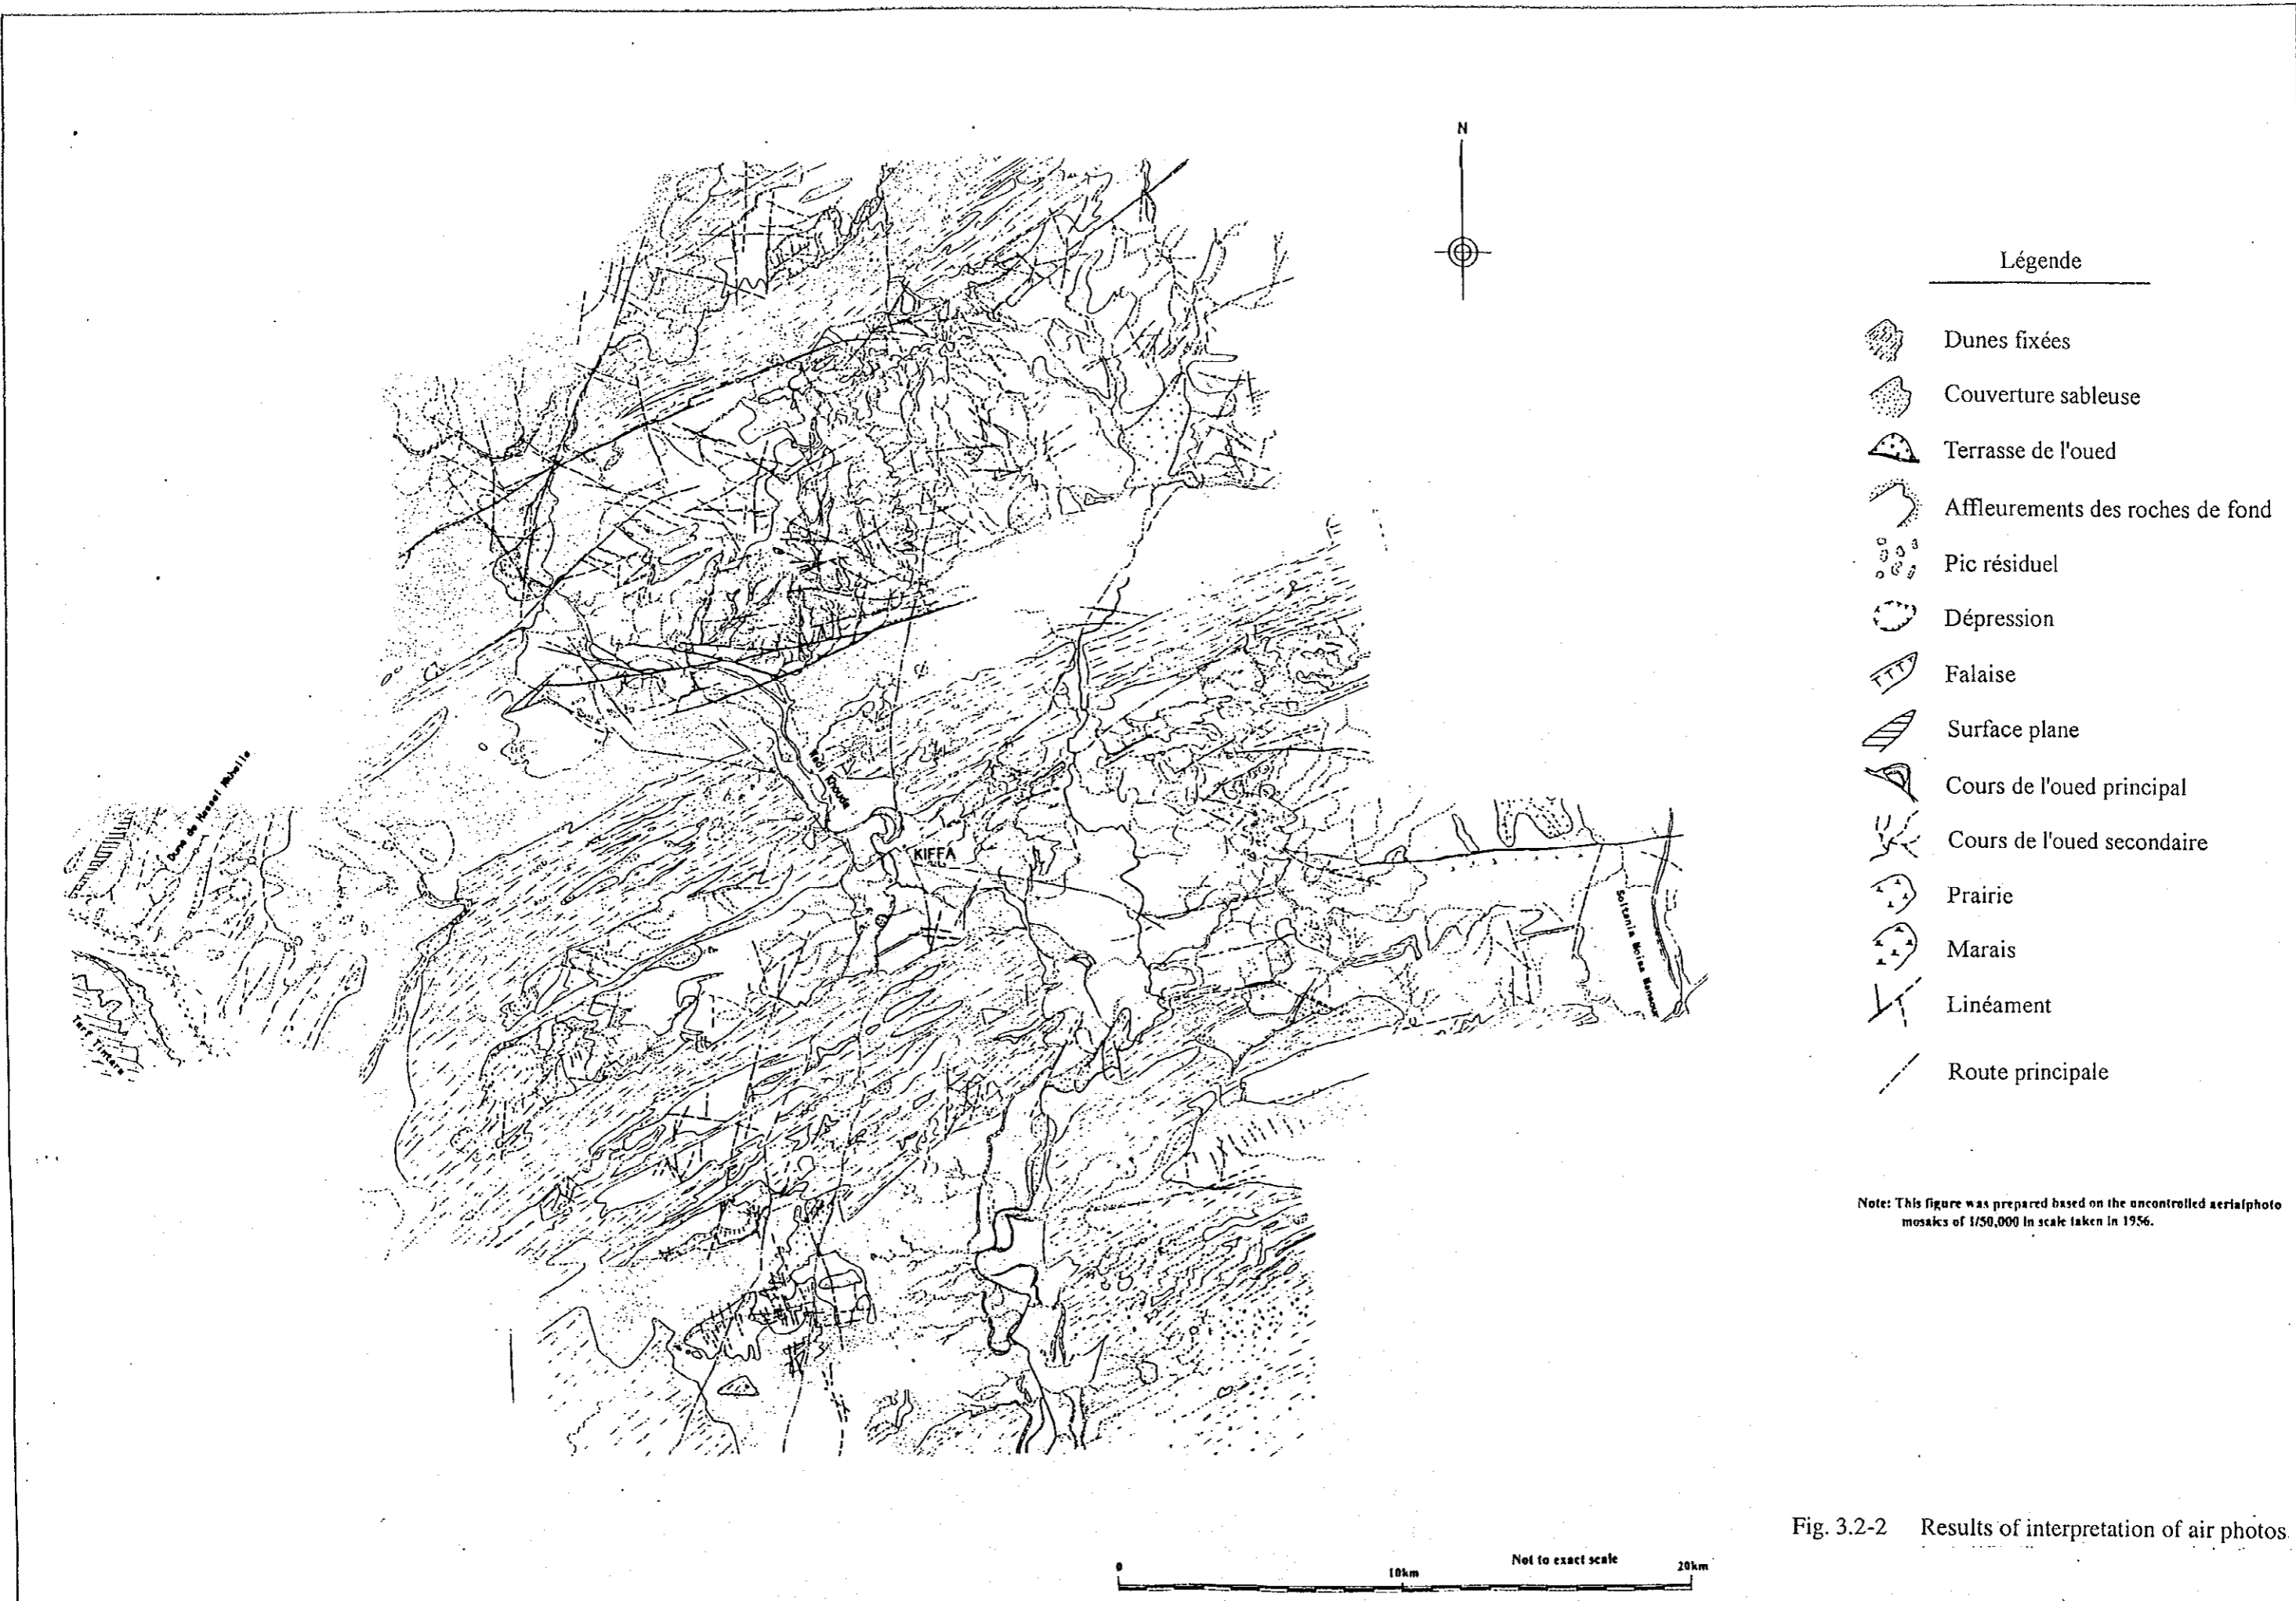 N
Légende
Dunes fixées
Couverture sableuse
Terrasse de l'oued
Affleurements des roches de fond
Pic résiduel
Dépression
Falaise
Surface plane
Cours de l'oued principal
Cours de l'oued secondaire
Prairie
Marais
Linéament
Route principale
Dune de
KIFFA
Note: This figure was prepared based on the uncontrolled aerialphoto
mosaics of 1/50,000 in scale taken in 1956.
Fig. 3.2-2 Results of interpretation of air photos
Not to exact scale
0 10km 20km